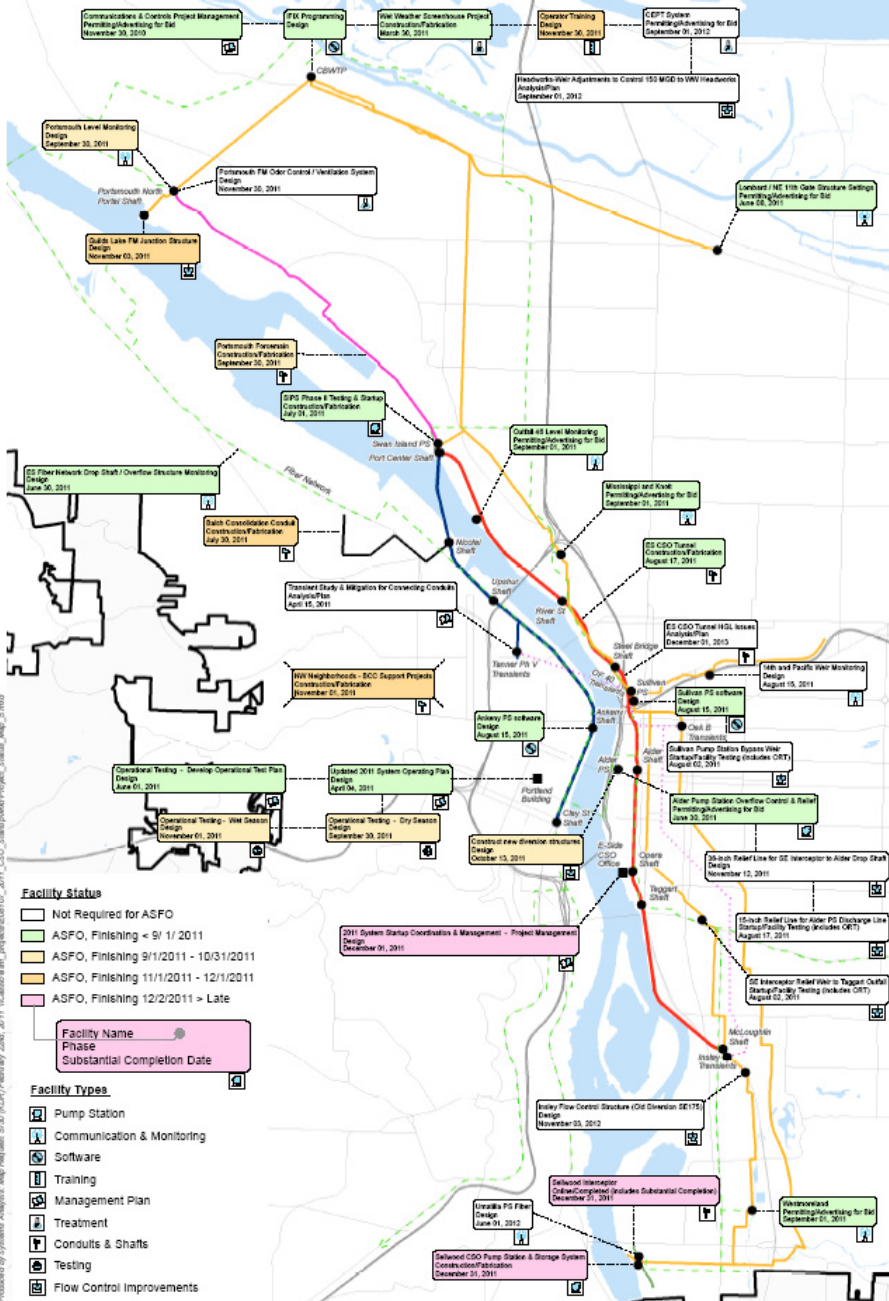 Communications & Controls Project Management
Permitting/Advertising for Bid
November 30, 2010
iFIX Programming
Design
Wet Weather Screenhouse Project
Construction/Fabrication
March 30, 2011
Operator Training
Design
November 30, 2011
CEPT System
Permitting/Advertising for Bid
September 01, 2012
CBWTP
Headworks-Weir Adjustments to Control 150 MGD to WW Headworks
Analysis/Plan
September 01, 2012
Portsmouth Level Monitoring
Design
September 30, 2011
Portsmouth FM Odor Control / Ventilation System
Design
November 30, 2011
Portsmouth North
Portal Shaft
Lombard / NE 11th Gate Structure Settings
Permitting/Advertising for Bid
June 08, 2011
Guilds Lake FM Junction Structure
Design
November 03, 2011
Portsmouth Forcemain
Construction/Fabrication
September 30, 2011
SIPS Phase II Testing & Startup
Construction/Fabrication
July 01, 2011
Swan Island PS
Port Center Shaft
Outfall 46 Level Monitoring
Permitting/Advertising for Bid
September 01, 2011
ES Fiber Network Drop Shaft / Overflow Structure Monitoring
Design
June 30, 2011
Fiber Network
Mississippi and Knott
Permitting/Advertising for Bid
September 01, 2011
Balch Consolidation Conduit
Construction/Fabrication
July 30, 2011
Nicolai
Shaft
ES CSO Tunnel
Construction/Fabrication
August 17, 2011
Transient Study & Mitigation for Connecting Conduits
Analysis/Plan
April 15, 2011
Upshur
Shaft
River St
Shaft
ES CSO Tunnel HGL Issues
Analysis/Plan
December 01, 2013
Steel Bridge
Shaft
Tanner Ph V
Transients
OF 40
Transients
Sullivan
PS
14th and Pacific Weir Monitoring
Design
August 15, 2011
NW Neighborhoods - BCC Support Projects
Construction/Fabrication
November 01, 2011
Sullivan PS software
Design
August 15, 2011
Ankeny PS software
Design
August 15, 2011
Ankeny
Shaft
Oak B
Transients
Sullivan Pump Station Bypass Weir
Startup/Facility Testing (includes ORT)
August 02, 2011
Alder
PS
Alder
Shaft
Operational Testing - Develop Operational Test Plan
Design
June 01, 2011
Updated 2011 System Operating Plan
Design
April 04, 2011
Portland
Building
Alder Pump Station Overflow Control & Relief
Permitting/Advertising for Bid
June 30, 2011
Operational Testing - Wet Season
Design
November 01, 2011
Operational Testing - Dry Season
Design
September 30, 2011
Clay St
Shaft
Construct new diversion structures
Design
October 13, 2011
E-Side
CSO
Office
Opera
Shaft
36-inch Relief Line for SE Interceptor to Alder Drop Shaft
Design
November 12, 2011
Taggart
Shaft
15-inch Relief Line for Alder PS Discharge Line
Startup/Facility Testing (includes ORT)
August 17, 2011
2011 System Startup Coordination & Management - Project Management
Design
December 01, 2011
SE Interceptor Relief Weir to Taggart Outfall
Startup/Facility Testing (includes ORT)
August 02, 2011
McLoughlin
Shaft
Insley
Transients
Insley Flow Control Structure (Old Diversion SE175)
Design
November 03, 2012
Sellwood Interceptor
Online/Completed (includes Substantial Completion)
December 31, 2011
Umatilla PS Fiber
Design
June 01, 2012
Westmoreland
Permitting/Advertising for Bid
September 01, 2011
Sellwood CSO Pump Station & Storage System
Construction/Fabrication
December 31, 2011
Facility Status
Not Required for ASFO
ASFO, Finishing < 9/ 1/ 2011
ASFO, Finishing 9/1/2011 - 10/31/2011
ASFO, Finishing 11/1/2011 - 12/1/2011
ASFO, Finishing 12/2/2011 > Late
Facility Name
Phase
Substantial Completion Date
Facility Types
Pump Station
Communication & Monitoring
Software
Training
Management Plan
Treatment
Conduits & Shafts
Testing
Flow Control Improvements